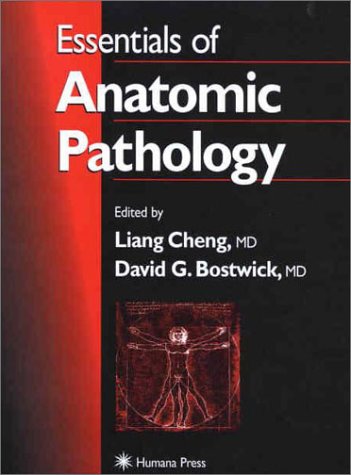 Essentials of
Anatomic
Pathology
Edited by
Liang Cheng, MD
David G. Bostwick, MD
Humana Press